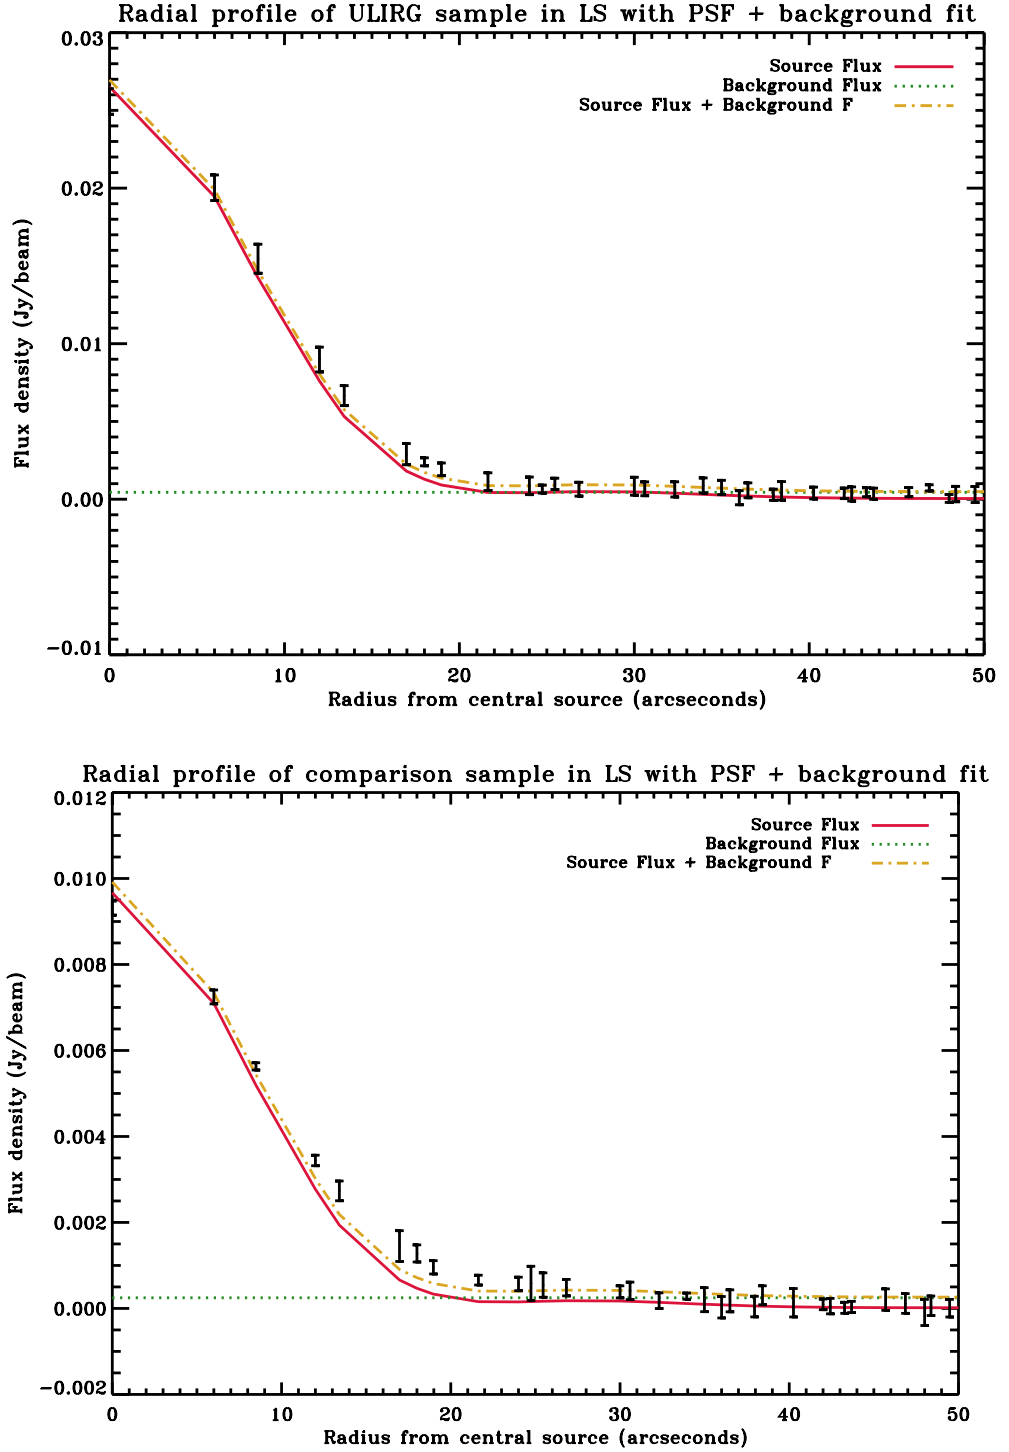 Radial profile of ULIRG sample in LS with PSF + background fit
0.03
Source Flux
Background Flux
Source Flux + Background F
0.02
0.01
0.00
-0.01
Flux density (Jy/beam)
0 10 20 30 40 50
Radius from central source (arcseconds)
Radial profile of comparison sample in LS with PSF + background fit
0.012
Source Flux
Background Flux
Source Flux + Background F
0.010
0.008
0.006
0.004
0.002
0.000
-0.002
Flux density (Jy/beam)
0 10 20 30 40 50
Radius from central source (arcseconds)